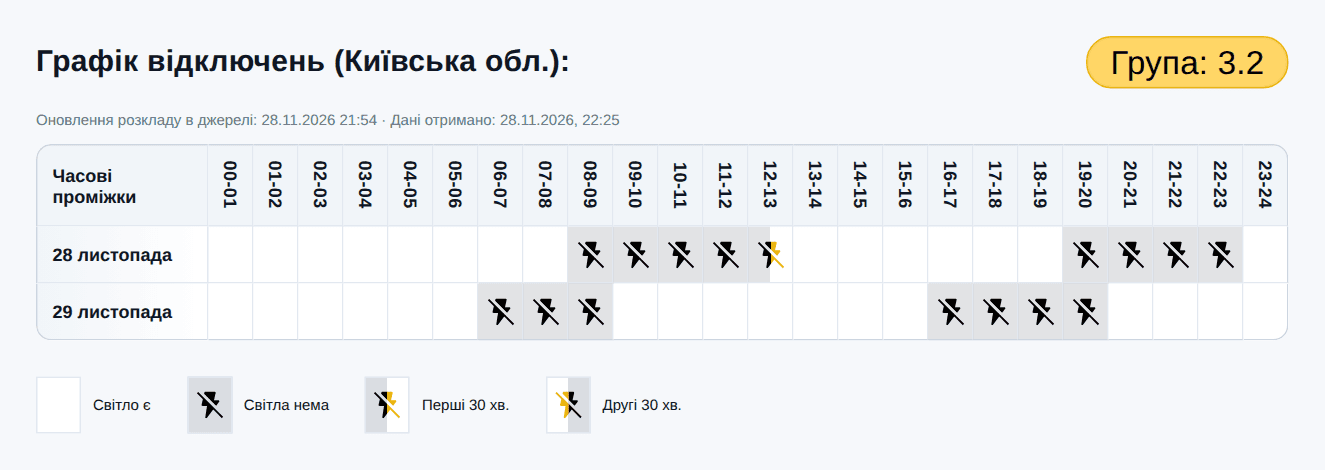 Графік відключень (Київська обл.):
Група: 3.2
Оновлення розкладу в джерелі: 28.11.2026 21:54 · Дані отримано: 28.11.2026, 22:25
Часові
проміжки
00-01 01-02 02-03 03-04 04-05 05-06 06-07 07-08 08-09 09-10 10-11 11-12 12-13 13-14 14-15 15-16 16-17 17-18 18-19 19-20 20-21 21-22 22-23 23-24
28 листопада
29 листопада
Світло є Світла нема Перші 30 хв. Другі 30 хв.